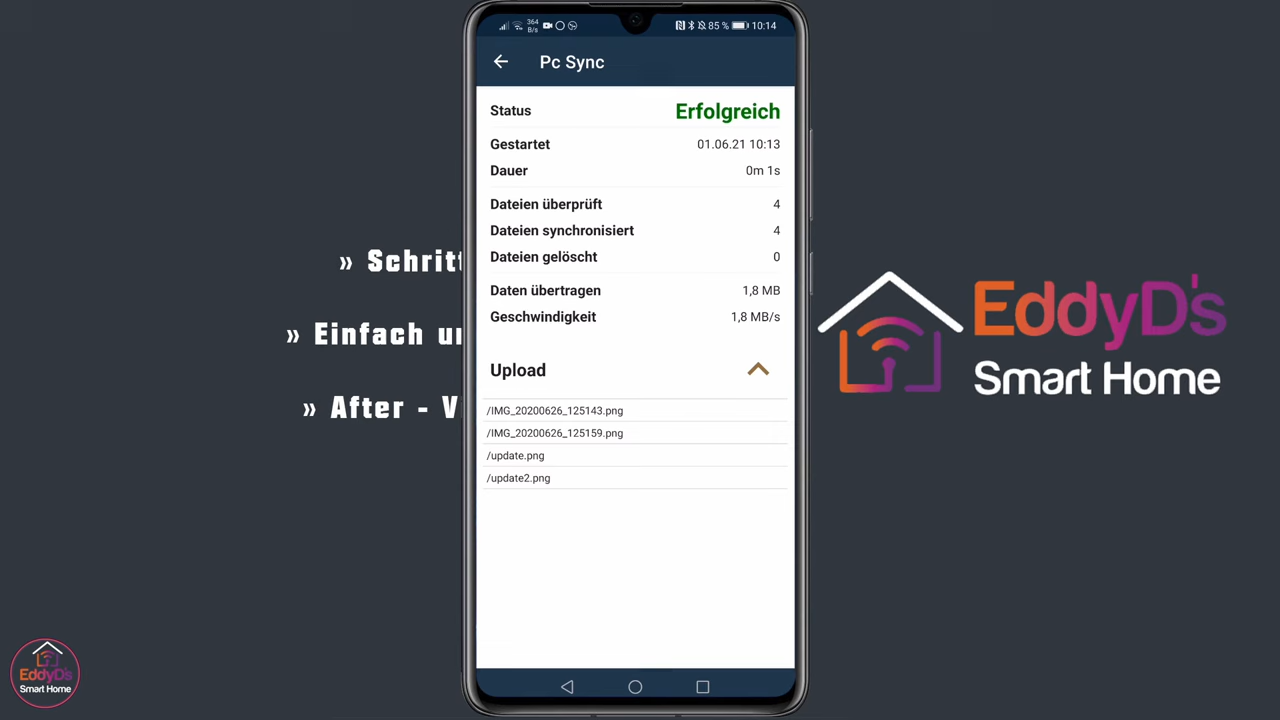 364
B/s
85 %
10:14
Pc Sync
Status Erfolgreich
Gestartet 01.06.21 10:13
Dauer 0m 1s
Dateien überprüft 4
Dateien synchronisiert 4
Dateien gelöscht 0
Daten übertragen 1,8 MB
Geschwindigkeit 1,8 MB/s
Upload
/IMG_20200626_125143.png
/IMG_20200626_125159.png
/update.png
/update2.png
» Schritt
» Einfach
» After - V
EddyD's
Smart Home
EddyD's
Smart Home